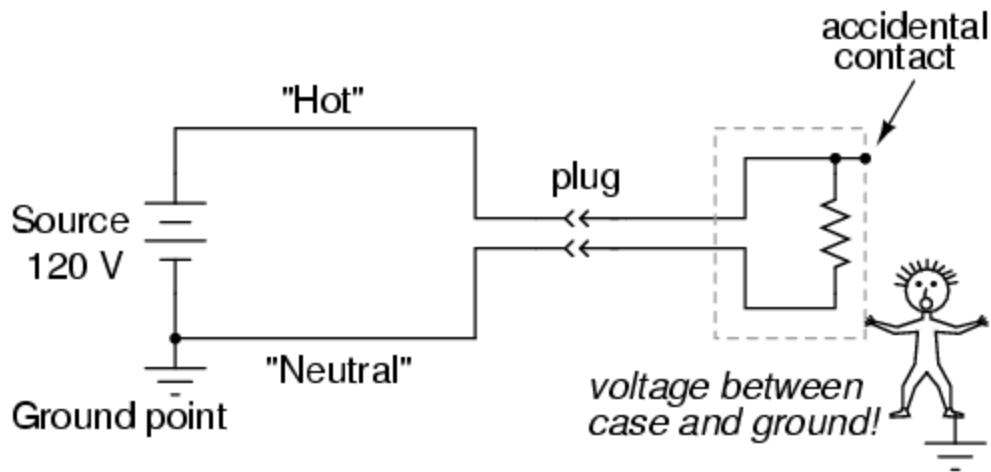 accidental
contact
"Hot"
plug
Source
120 V
"Neutral"
Ground point
voltage between
case and ground!